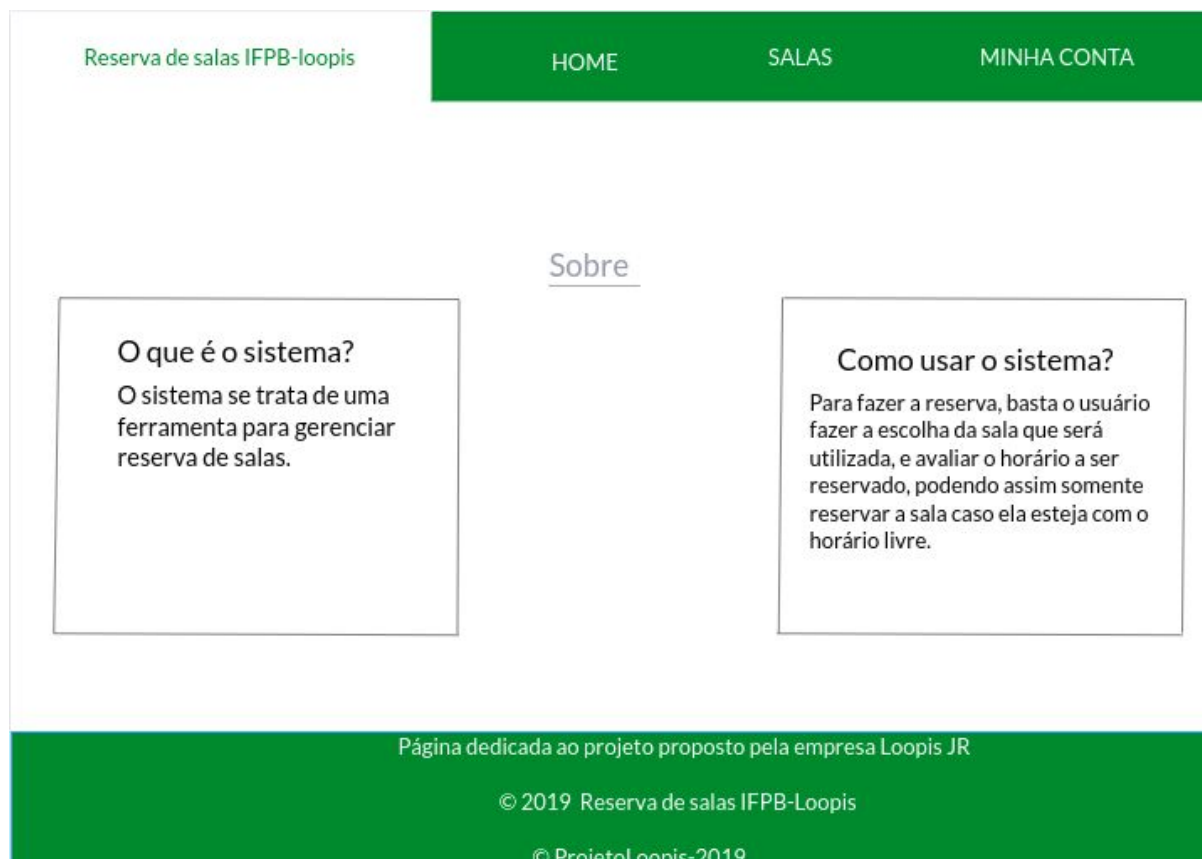 Reserva de salas IFPB-loopis
HOME
SALAS
MINHA CONTA
Sobre
O que é o sistema?
O sistema se trata de uma
ferramenta para gerenciar
reserva de salas.
Como usar o sistema?
Para fazer a reserva, basta o usuário
fazer a escolha da sala que será
utilizada, e avaliar o horário a ser
reservado, podendo assim somente
reservar a sala caso ela esteja com o
horário livre.
Página dedicada ao projeto proposto pela empresa Loopis JR
© 2019 Reserva de salas IFPB-Loopis
© ProjetoLoopis-2019